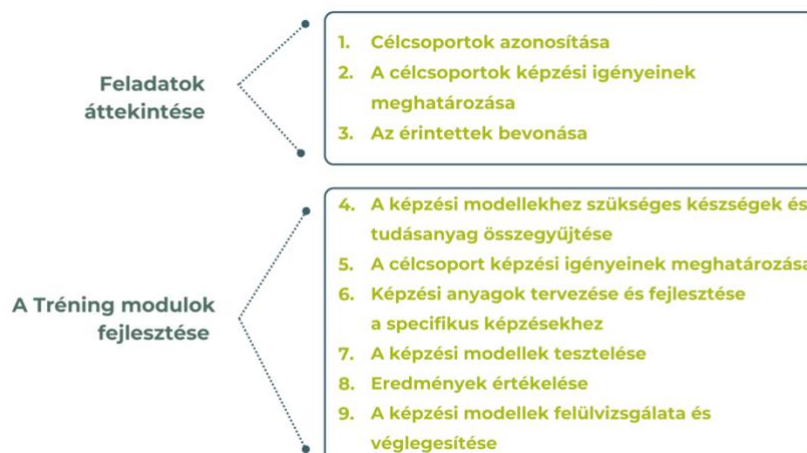 Feladatok
áttekintése
1. Célcsoportok azonosítása
2. A célcsoportok képzési igényeinek
meghatározása
3. Az érintettek bevonása
A Tréning modulok
fejlesztése
4. A képzési modellekhez szükséges készségek és
tudásanyag összegyűjtése
5. A célcsoport képzési igényeinek meghatározása
6. Képzési anyagok tervezése és fejlesztése
a specifikus képzésekhez
7. A képzési modellek tesztelése
8. Eredmények értékelése
9. A képzési modellek felülvizsgálata és
véglegesítése